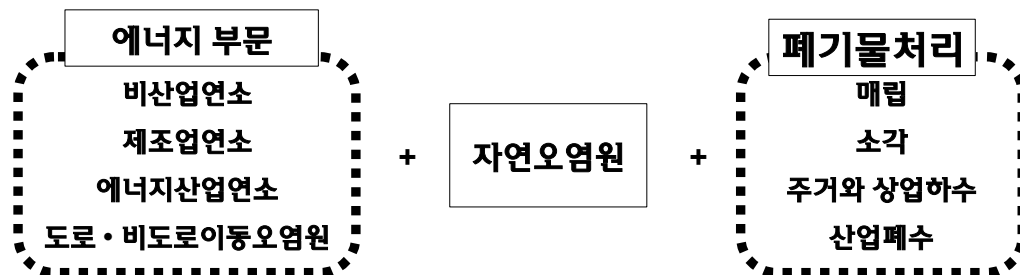 에너지 부문
비산업연소
제조업연소
에너지산업연소
도로·비도로이동오염원
+
자연오염원
+
폐기물처리
매립
소각
주거와 상업하수
산업폐수